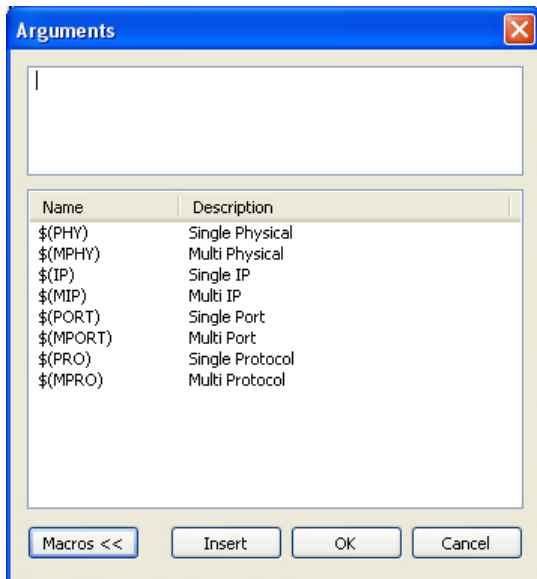 Arguments
Name Description
$(PHY) Single Physical
$(MPHY) Multi Physical
$(IP) Single IP
$(MIP) Multi IP
$(PORT) Single Port
$(MPORT) Multi Port
$(PRO) Single Protocol
$(MPRO) Multi Protocol
Macros << Insert OK Cancel